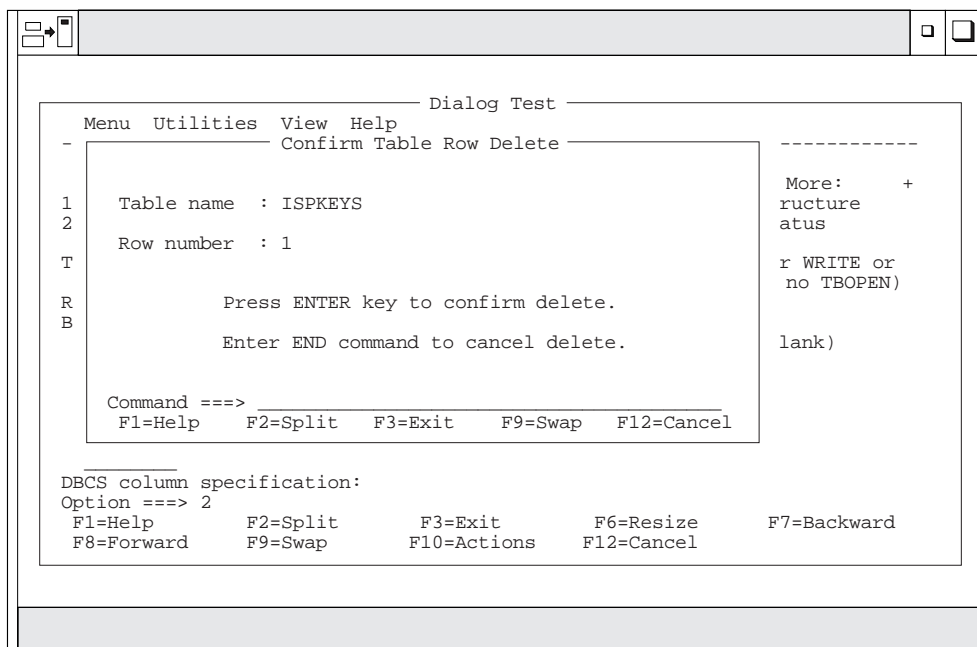 Dialog Test
Menu Utilities View Help
- Confirm Table Row Delete ------------
More: +
1 Table name : ISPKEYS ructure
2 atus
Row number : 1
T r WRITE or
no TBOPEN)
R Press ENTER key to confirm delete.
B
Enter END command to cancel delete. lank)
Command ===> ________________________________________
F1=Help F2=Split F3=Exit F9=Swap F12=Cancel
________
DBCS column specification:
Option ===> 2
F1=Help F2=Split F3=Exit F6=Resize F7=Backward
F8=Forward F9=Swap F10=Actions F12=Cancel